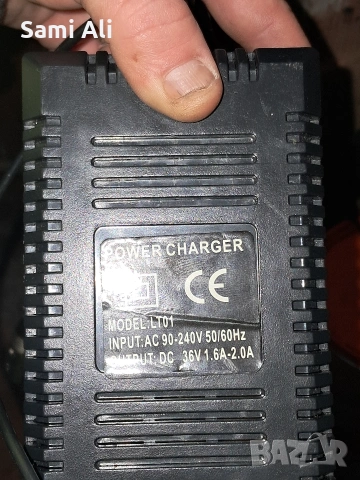 Sami Ali
POWER CHARGER
CE
MODEL:LT01
INPUT:AC 90-240V 50/60Hz
OUTPUT: DC 36V 1.6A-2.0A
BAZAR